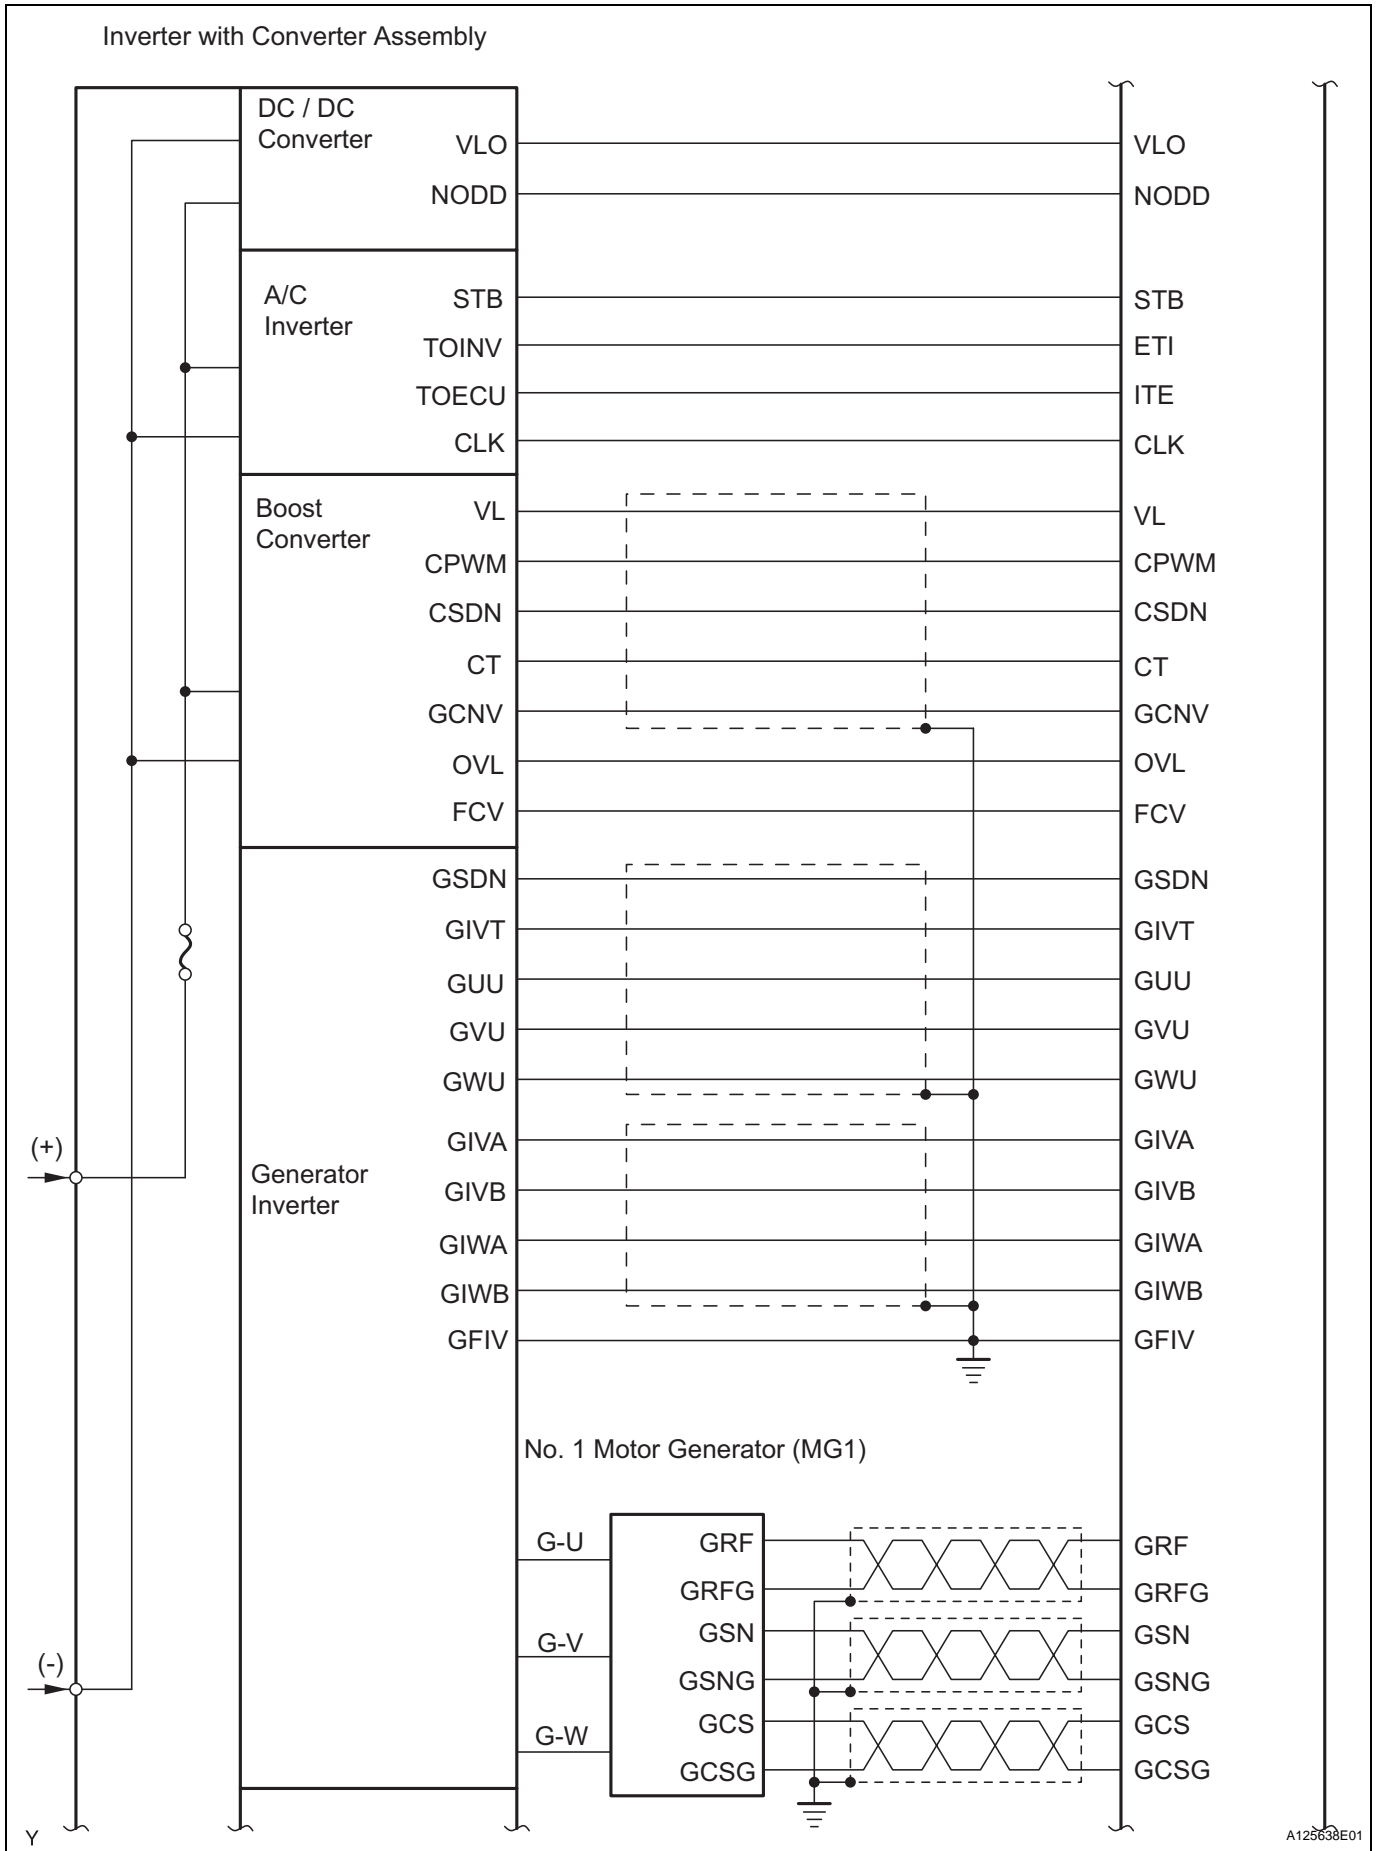 Inverter with Converter Assembly
DC / DC
Converter
VLO
VLO
NODD
NODD
A/C
Inverter
STB
STB
TOINV
ETI
TOECU
ITE
CLK
CLK
Boost
Converter
VL
VL
CPWM
CPWM
CSDN
CSDN
CT
CT
GCNV
GCNV
OVL
OVL
FCV
FCV
GSDN
GSDN
GIVT
GIVT
GUU
GUU
GVU
GVU
GWU
GWU
(+)
GIVA
GIVA
Generator
Inverter
GIVB
GIVB
GIWA
GIWA
GIWB
GIWB
GFIV
GFIV
No. 1 Motor Generator (MG1)
G-U
GRF
GRF
GRFG
GRFG
G-V
GSN
GSN
(-)
GSNG
GSNG
G-W
GCS
GCS
GCSG
GCSG
Y
A125638E01